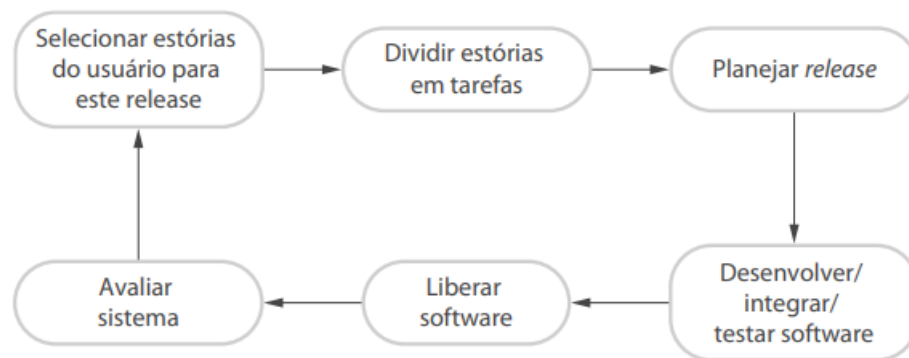 Selecionar estórias
do usuário para
este release
Dividir estórias
em tarefas
Planejar release
Desenvolver/
integrar/
testar software
Liberar
software
Avaliar
sistema